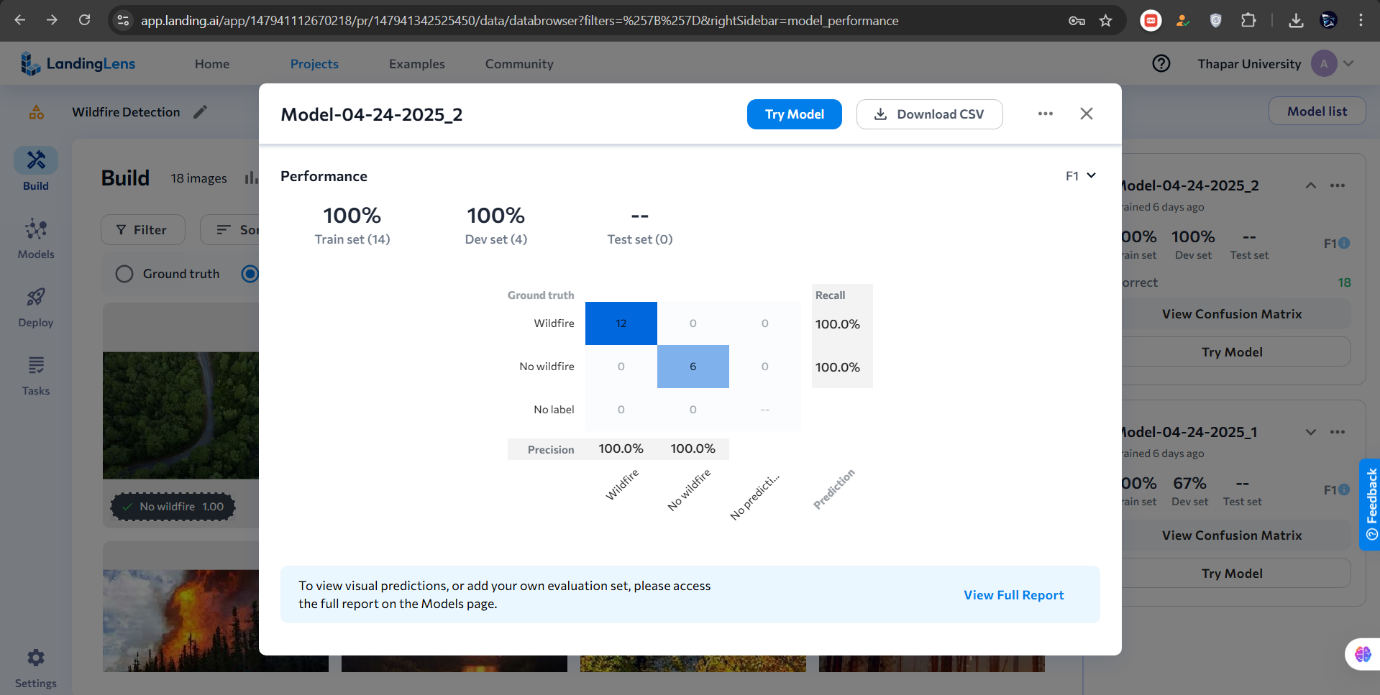 app.landing.ai/app/147941112670218/pr/147941342525450/data/databrowser?filters=%257B%257D&rightSidebar=model_performance
LandingLens
Home
Projects
Examples
Community
Thapar University
A
Wildfire Detection
Model list
Build
Models
Deploy
Tasks
Settings
Build
18 images
Filter
Sor
Ground truth
No wildfire 1.00
Model-04-24-2025_2
Try Model
Download CSV
Performance
F1
100%
Train set (14)
100%
Dev set (4)
--
Test set (0)
Ground truth
Recall
Wildfire
12
0
0
100.0%
No wildfire
0
6
0
100.0%
No label
0
0
--
Precision
100.0%
100.0%
Wildfire
No wildfire
No predicti...
Prediction
To view visual predictions, or add your own evaluation set, please access
the full report on the Models page.
View Full Report
Model-04-24-2025_2
rained 6 days ago
00%
100%
--
F1
ain set
Dev set
Test set
orrect
18
View Confusion Matrix
Try Model
Model-04-24-2025_1
rained 6 days ago
00%
67%
--
F1
ain set
Dev set
Test set
View Confusion Matrix
Try Model
Feedback